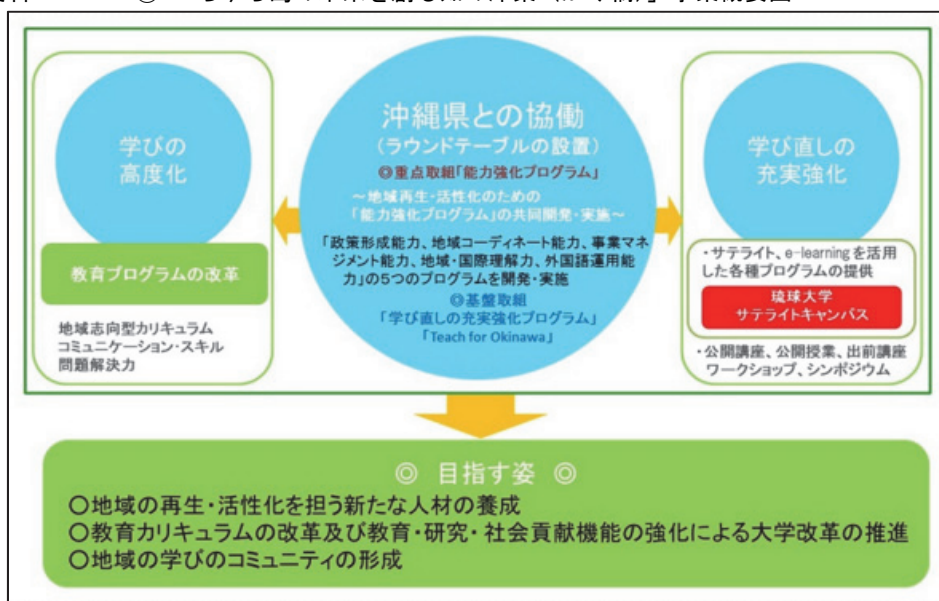 学びの
高度化
教育プログラムの改革
地域志向型カリキュラム
コミュニケーション・スキル
問題解決力
沖縄県との協働
(ラウンドテーブルの設置)
◎重点取組「能力強化プログラム」
～地域再生・活性化のための
「能力強化プログラム」の共同開発・実施～
「政策形成能力、地域コーディネート能力、事業マネ
ジメント能力、地域・国際理解力、外国語運用能
力」の5つのプログラムを開発・実施
◎基盤取組
「学び直しの充実強化プログラム」
「Teach for Okinawa」
学び直しの
充実強化
・サテライト、e-learningを活用
した各種プログラムの提供
琉球大学
サテライトキャンパス
・公開講座、公開授業、出前講座
ワークショップ、シンポジウム
◎ 目指す姿 ◎
〇地域の再生・活性化を担う新たな人材の養成
〇教育カリキュラムの改革及び教育・研究・社会貢献機能の強化による大学改革の推進
〇地域の学びのコミュニティの形成